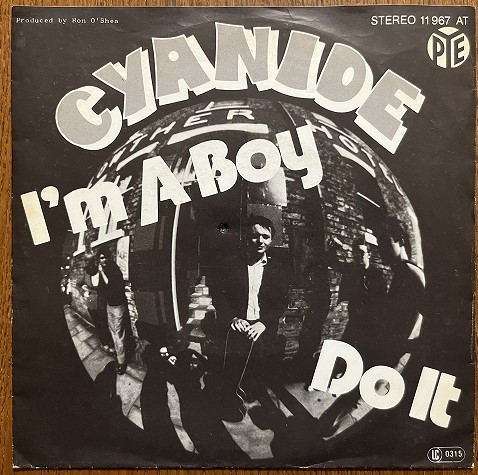 Produced by Ron O'Shea
STEREO 11 967 AT
PYE
CYANIDE
I'm A Boy
Do It
LC 0315